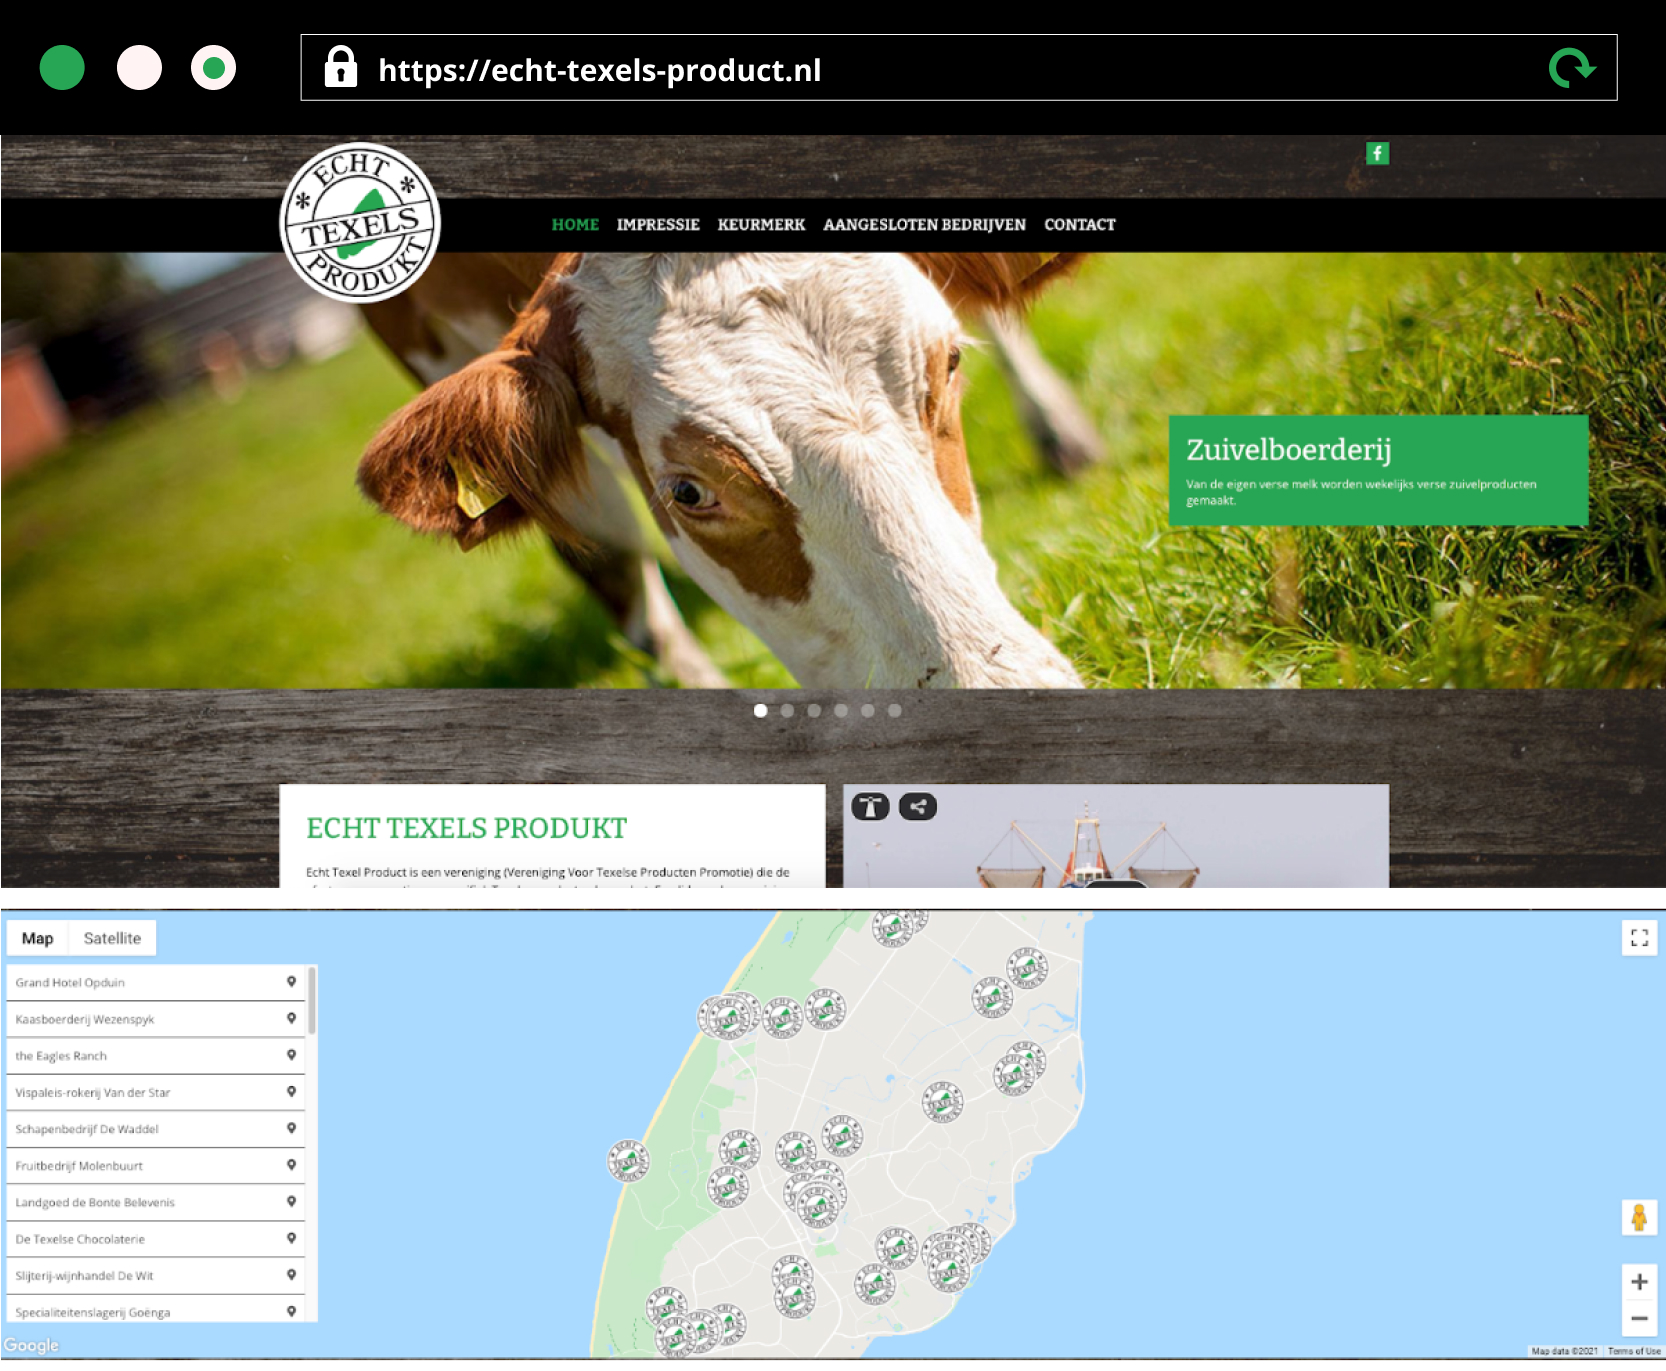 https://echt-texels-product.nl
ECHT
TEXELS
PRODUKT
HOME IMPRESSIE KEURMERK AANGESLOTEN BEDRIJVEN CONTACT
Zuivelboerderij
Van de eigen verse melk worden wekelijks verse zuivelproducten
gemaakt.
ECHT TEXELS PRODUKT
Echt Texel Product is een vereniging (Vereniging Voor Texelse Producten Promotie) die de
Map Satellite
Grand Hotel Opduin
Kaasboerderij Wezenspyk
the Eagles Ranch
Vispaleis-rokerij Van der Star
Schapenbedrijf De Waddel
Fruitbedrijf Molenbuurt
Landgoed de Bonte Belevenis
De Texelse Chocolaterie
Slijterij-wijnhandel De Wit
Specialiteitenslagerij Goënga
Google
Map data ©2021 Terms of Use